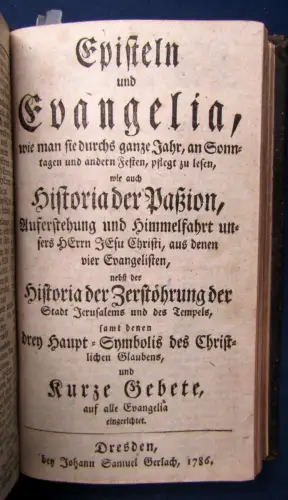 Episteln
und
Evangelia,
wie man sie durchs ganze Jahr, an Sonn-
tagen und andern Festen, pflegt zu lesen,
wie auch
Historia der Paßion,
Auferstehung und Himmelfahrt un-
sers HErrn JEsu Christi, aus denen
vier Evangelisten,
nebst der
Historia der Zerstöhrung der
Stadt Jerusalems und des Tempels,
samt denen
drey Haupt-Symbolis des Christ-
lichen Glaubens,
und
Kurze Gebete,
auf alle Evangelia
eingerichtet.
Dresden,
bey Johann Samuel Gerlach, 1786.